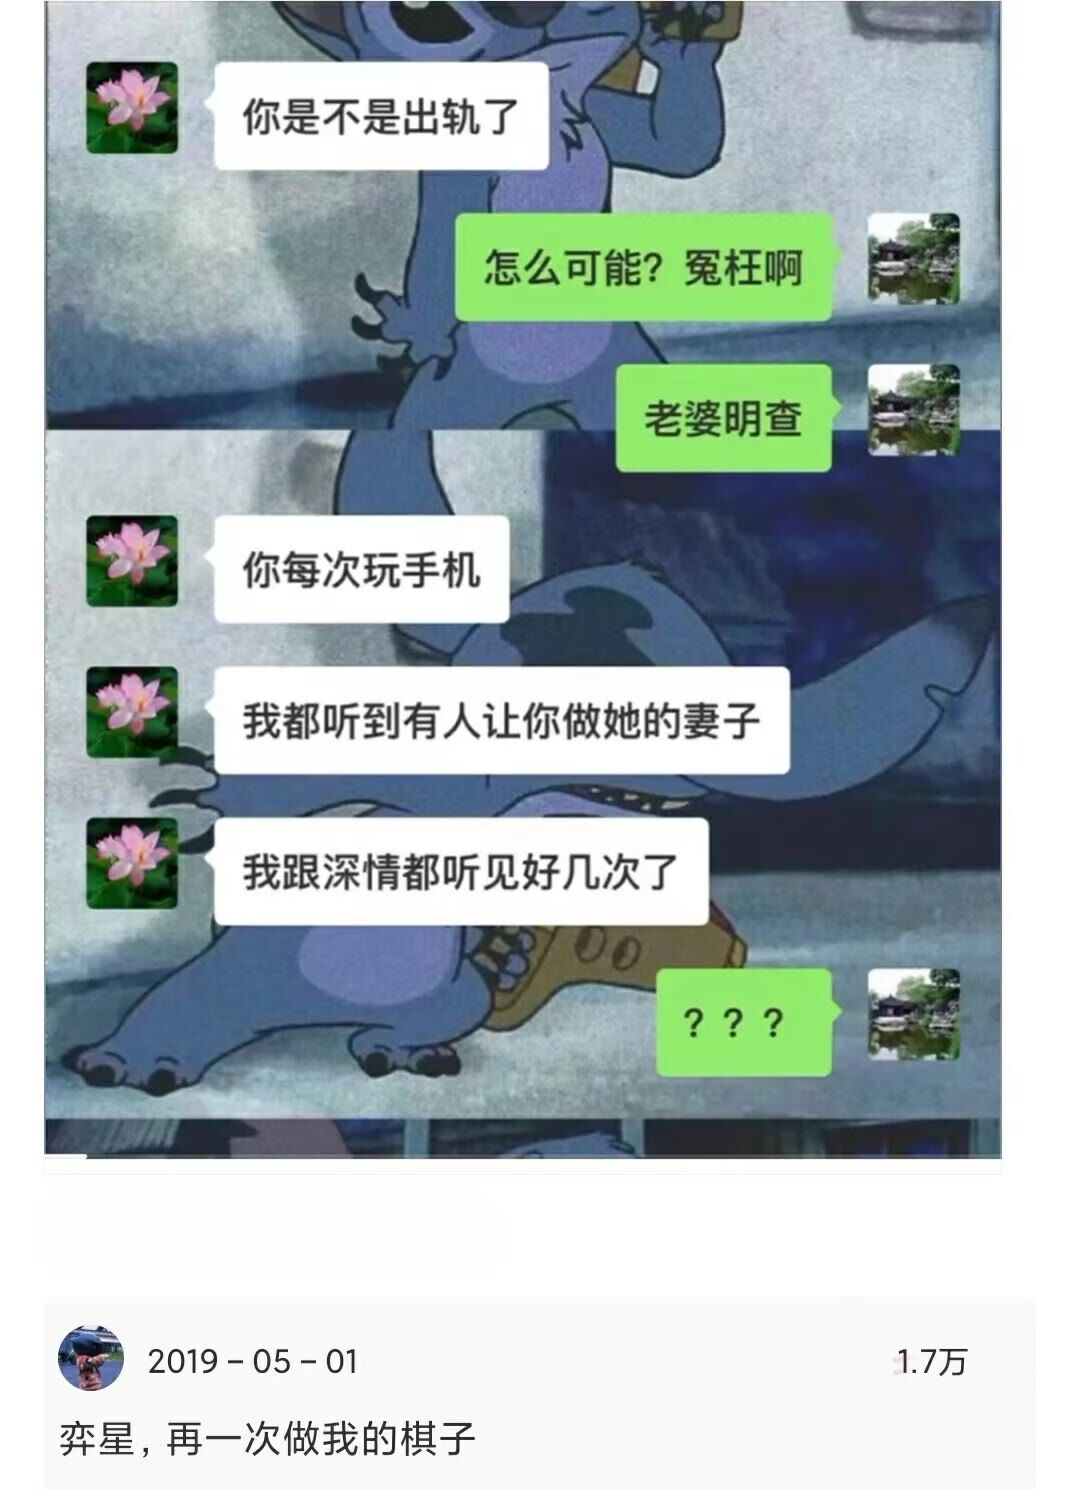 你是不是出轨了
怎么可能？冤枉啊
老婆明查
你每次玩手机
我都听到有人让你做她的妻子
我跟深情都听见好几次了
？？？
2019－05－01
1.7万
弈星，再一次做我的棋子